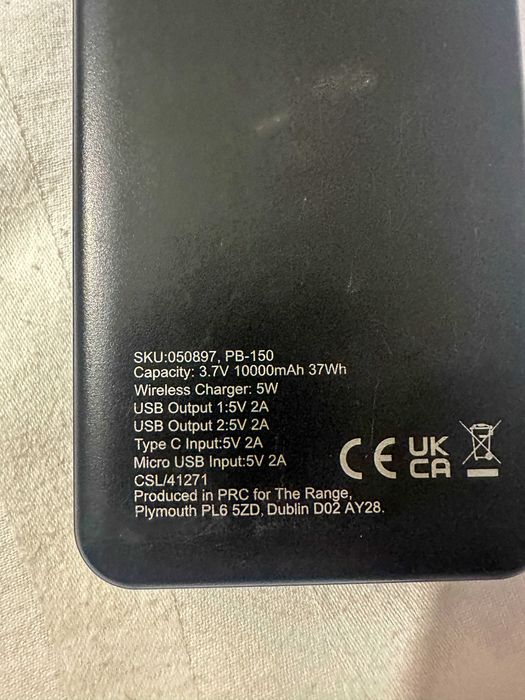 SKU:050897, PB-150
Capacity: 3.7V 10000mAh 37Wh
Wireless Charger: 5W
USB Output 1:5V 2A
USB Output 2:5V 2A
Type C Input:5V 2A
Micro USB Input:5V 2A
CSL/41271
Produced in PRC for The Range,
Plymouth PL6 5ZD, Dublin D02 AY28.
CE
UK
CA